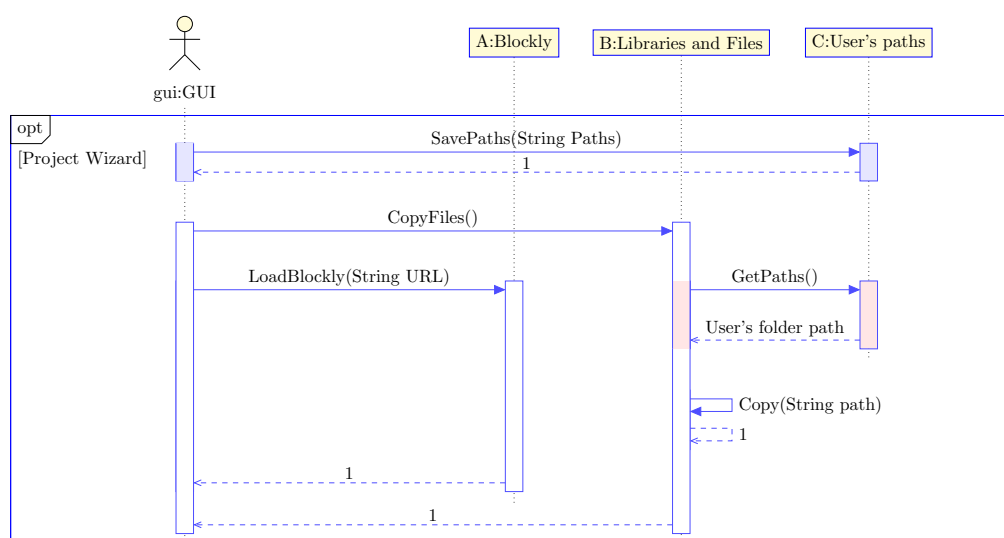 A:Blockly
B:Libraries and Files
C:User's paths
gui:GUI
opt
[Project Wizard]
SavePaths(String Paths)
1
CopyFiles()
LoadBlockly(String URL)
GetPaths()
User's folder path
Copy(String path)
1
1
1